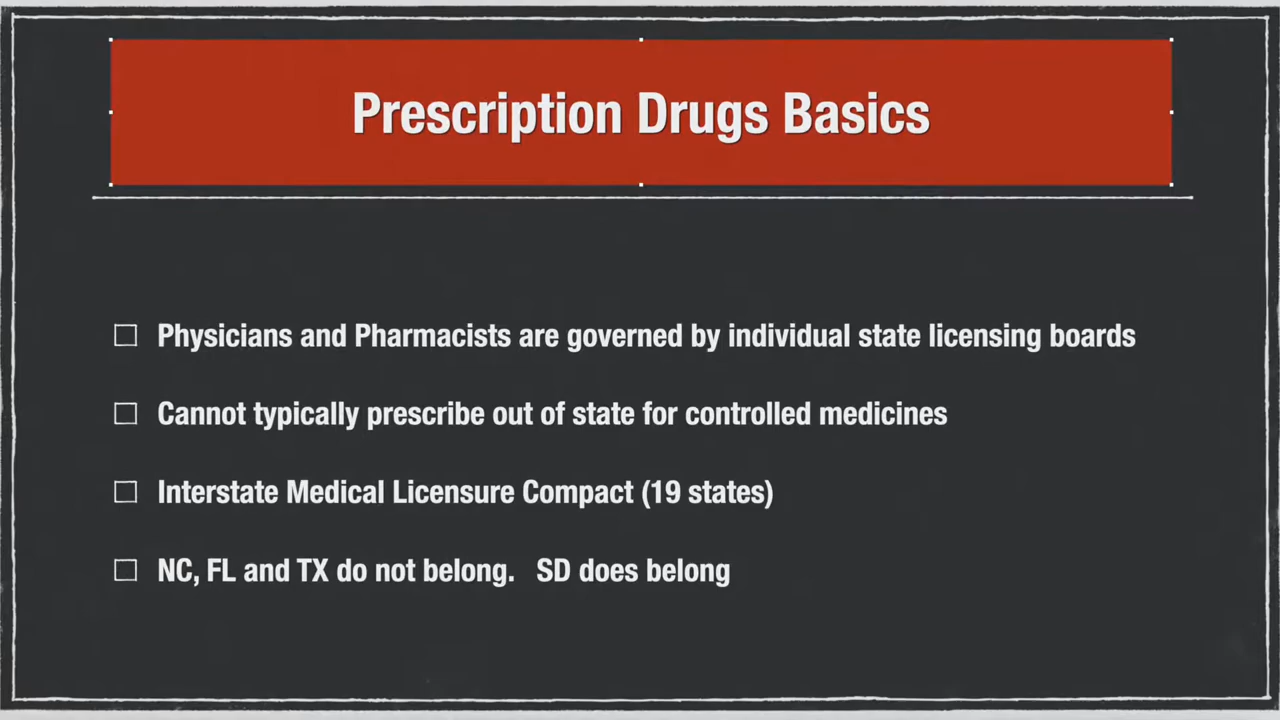 Prescription Drugs Basics
Physicians and Pharmacists are governed by individual state licensing boards
Cannot typically prescribe out of state for controlled medicines
Interstate Medical Licensure Compact (19 states)
NC, FL and TX do not belong.   SD does belong